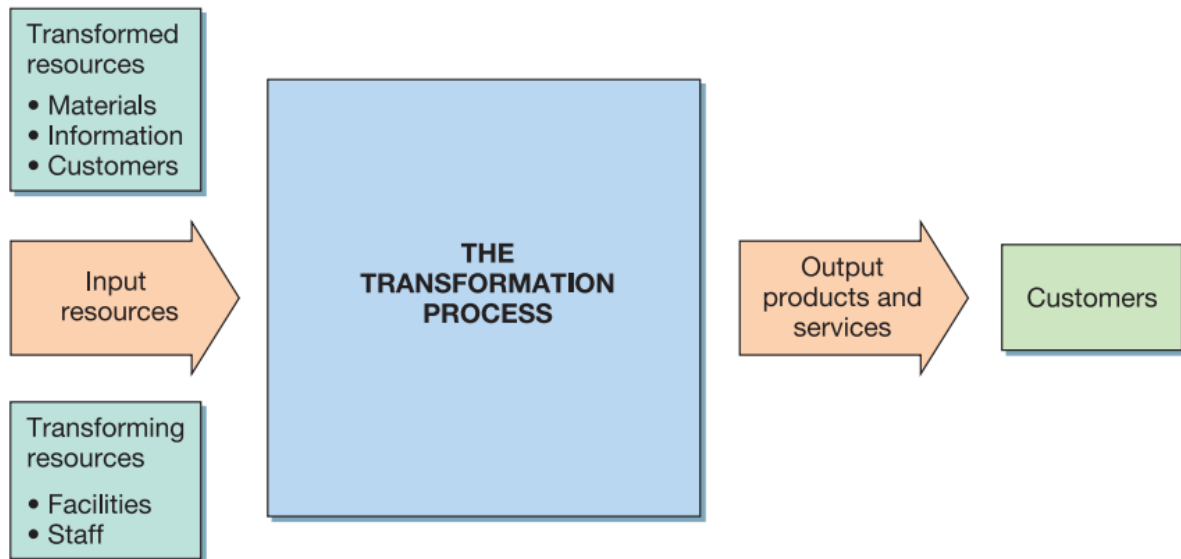 Transformed
resources
• Materials
• Information
• Customers
Input
resources
Transforming
resources
• Facilities
• Staff
THE
TRANSFORMATION
PROCESS
Output
products and
services
Customers